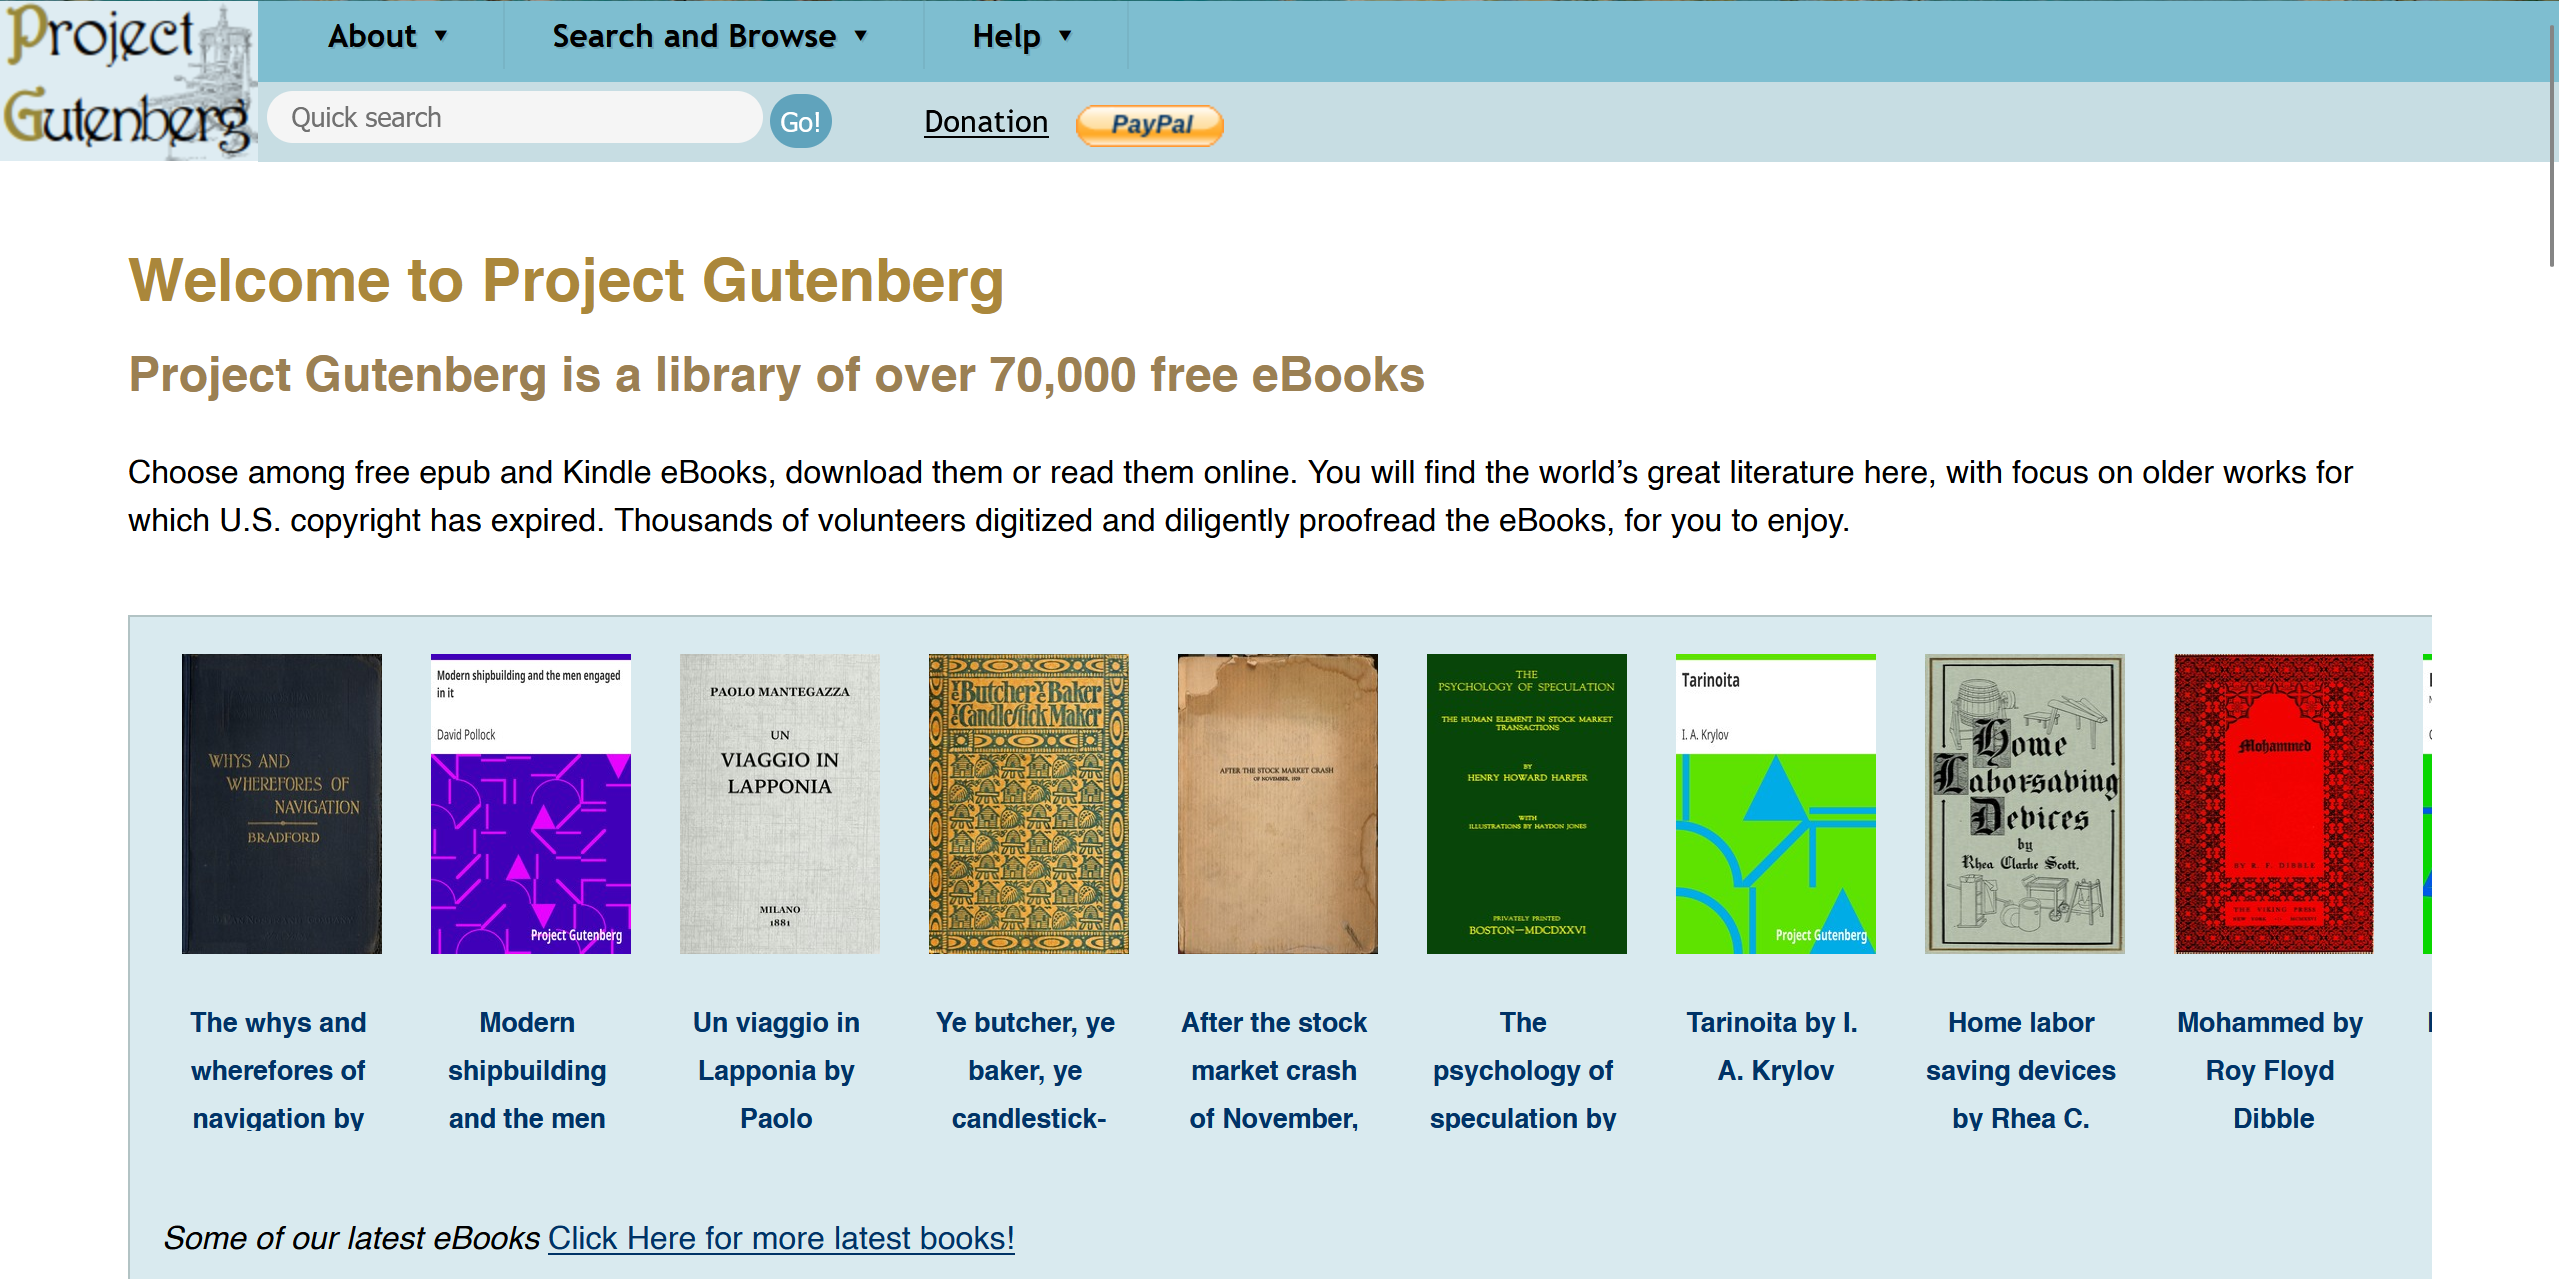 Project
Gutenberg
About ▼
Search and Browse ▼
Help ▼
Quick search
Go!
Donation
PayPal
Welcome to Project Gutenberg
Project Gutenberg is a library of over 70,000 free eBooks
Choose among free epub and Kindle eBooks, download them or read them online. You will find the world’s great literature here, with focus on older works for
which U.S. copyright has expired. Thousands of volunteers digitized and diligently proofread the eBooks, for you to enjoy.
WHYS AND
WHEREFORES OF
NAVIGATION
BRADFORD
Modern shipbuilding and the men engaged
in it
David Pollock
Project Gutenberg
PAOLO MANTEGAZZA
UN
VIAGGIO IN
LAPPONIA
MILANO
1881
Yͤ Butcher Yͤ Baker
Yͤ Candlestick Maker
AFTER THE STOCK MARKET CRASH
OF NOVEMBER, 1929
THE
PSYCHOLOGY OF SPECULATION
THE HUMAN ELEMENT IN STOCK MARKET
TRANSACTIONS
BY
HENRY HOWARD HARPER
WITH
ILLUSTRATIONS BY HAYDON JONES
PRIVATELY PRINTED
BOSTON—MDCDXXVI
Tarinoita
I. A. Krylov
Project Gutenberg
Home
Laborsaving
Devices
by
Rhea Clarke Scott.
Mohammed
BY R. F. DIBBLE
THE VIKING PRESS
The whys and
wherefores of
navigation by
Modern
shipbuilding
and the men
Un viaggio in
Lapponia by
Paolo
Ye butcher, ye
baker, ye
candlestick-
After the stock
market crash
of November,
The
psychology of
speculation by
Tarinoita by I.
A. Krylov
Home labor
saving devices
by Rhea C.
Mohammed by
Roy Floyd
Dibble
Some of our latest eBooks Click Here for more latest books!